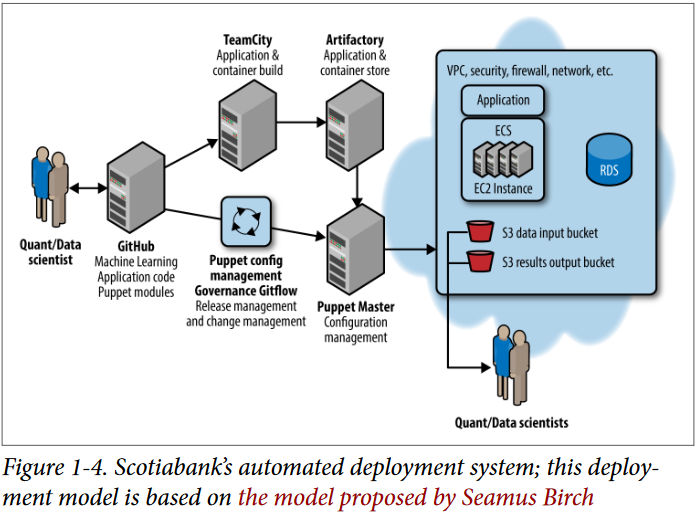 TeamCity
Application &
container build
Artifactory
Application &
container store
VPC, security, firewall, network, etc.
Application
ECS
EC2 Instance
RDS
Quant/Data
scientist
GitHub
Machine Learning
Application code
Puppet modules
Puppet config
management
Governance Gitflow
Release management
and change management
Puppet Master
Configuration
management
S3 data input bucket
S3 results output bucket
Quant/Data scientists
Figure 1-4. Scotiabank’s automated deployment system; this deploy-
ment model is based on the model proposed by Seamus Birch